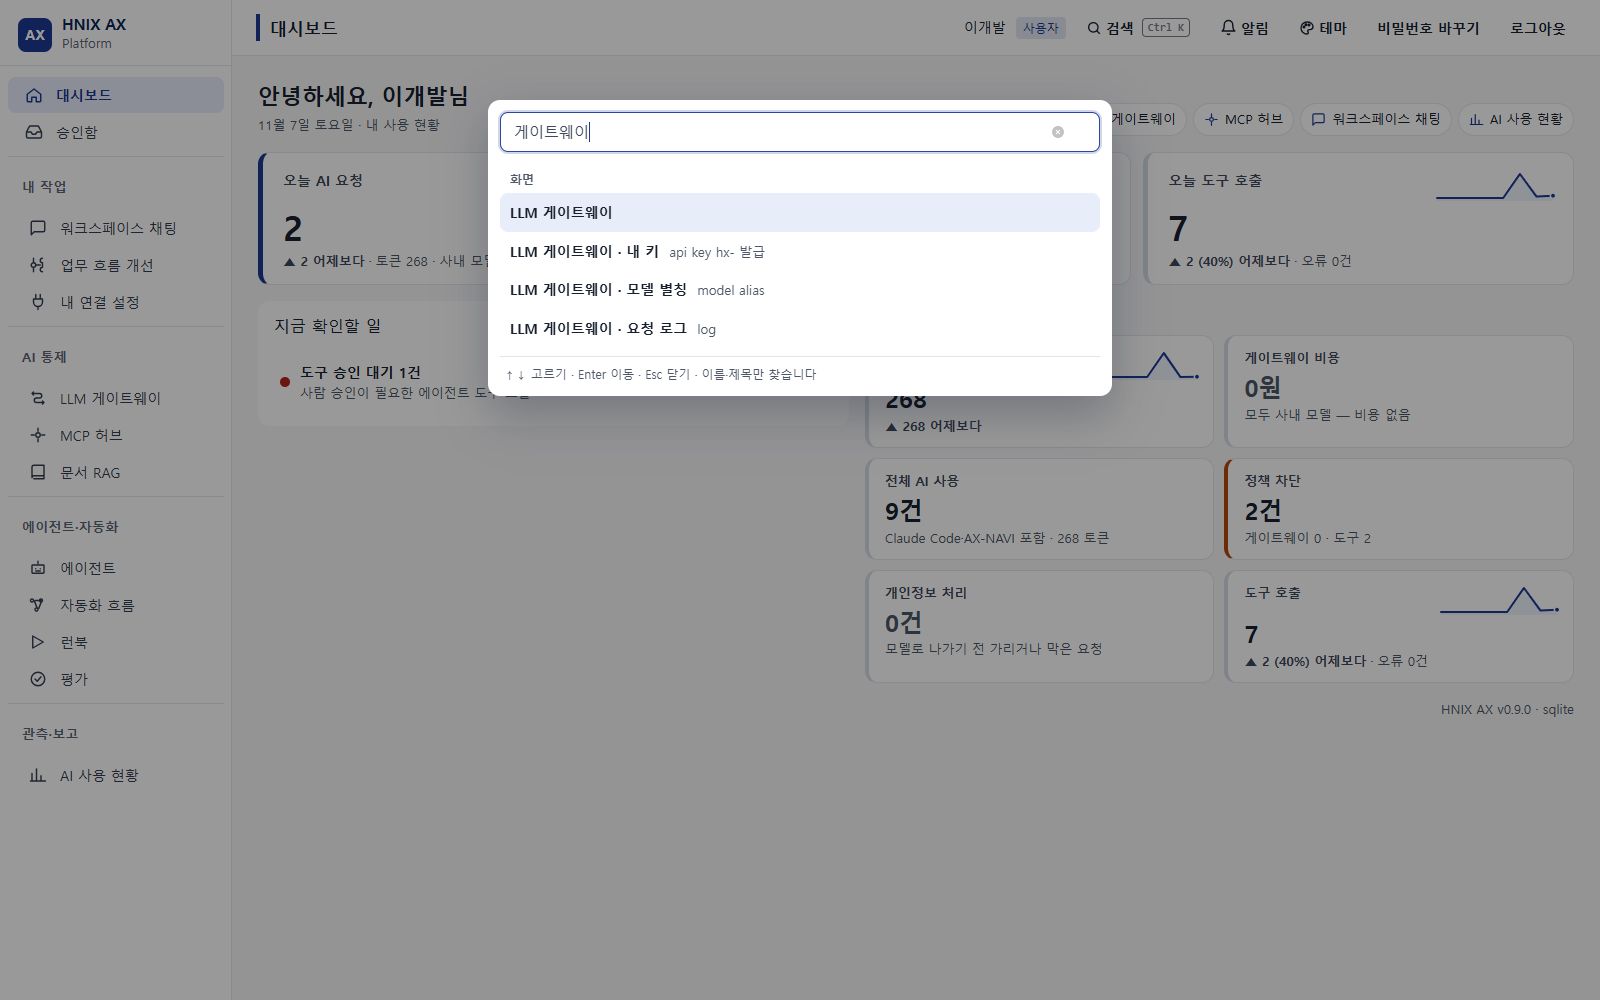 AX
HNIX AX
Platform
대시보드
승인함
내 작업
워크스페이스 채팅
업무 흐름 개선
내 연결 설정
AI 통제
LLM 게이트웨이
MCP 허브
문서 RAG
에이전트·자동화
에이전트
자동화 흐름
런북
평가
관측·보고
AI 사용 현황
대시보드
이개발 사용자 검색 Ctrl K 알림 테마 비밀번호 바꾸기 로그아웃
안녕하세요, 이개발님
11월 7일 토요일 · 내 사용 현황
게이트웨이 MCP 허브 워크스페이스 채팅 AI 사용 현황
게이트웨이
화면
LLM 게이트웨이
LLM 게이트웨이 · 내 키 api key hx- 발급
LLM 게이트웨이 · 모델 별칭 model alias
LLM 게이트웨이 · 요청 로그 log
↑ ↓ 고르기 · Enter 이동 · Esc 닫기 · 이름·제목만 찾습니다
오늘 AI 요청
2
▲ 2 어제보다 · 토큰 268 · 사내
오늘 도구 호출
7
▲ 2 (40%) 어제보다 · 오류 0건
지금 확인할 일
도구 승인 대기 1건
사람 승인이 필요한 에이전트
268
▲ 268 어제보다
게이트웨이 비용
0원
모두 사내 모델 — 비용 없음
전체 AI 사용
9건
Claude Code·AX-NAVI 포함 · 268 토큰
정책 차단
2건
게이트웨이 0 · 도구 2
개인정보 처리
0건
모델로 나가기 전 가리거나 막은 요청
도구 호출
7
▲ 2 (40%) 어제보다 · 오류 0건
HNIX AX v0.9.0 · sqlite